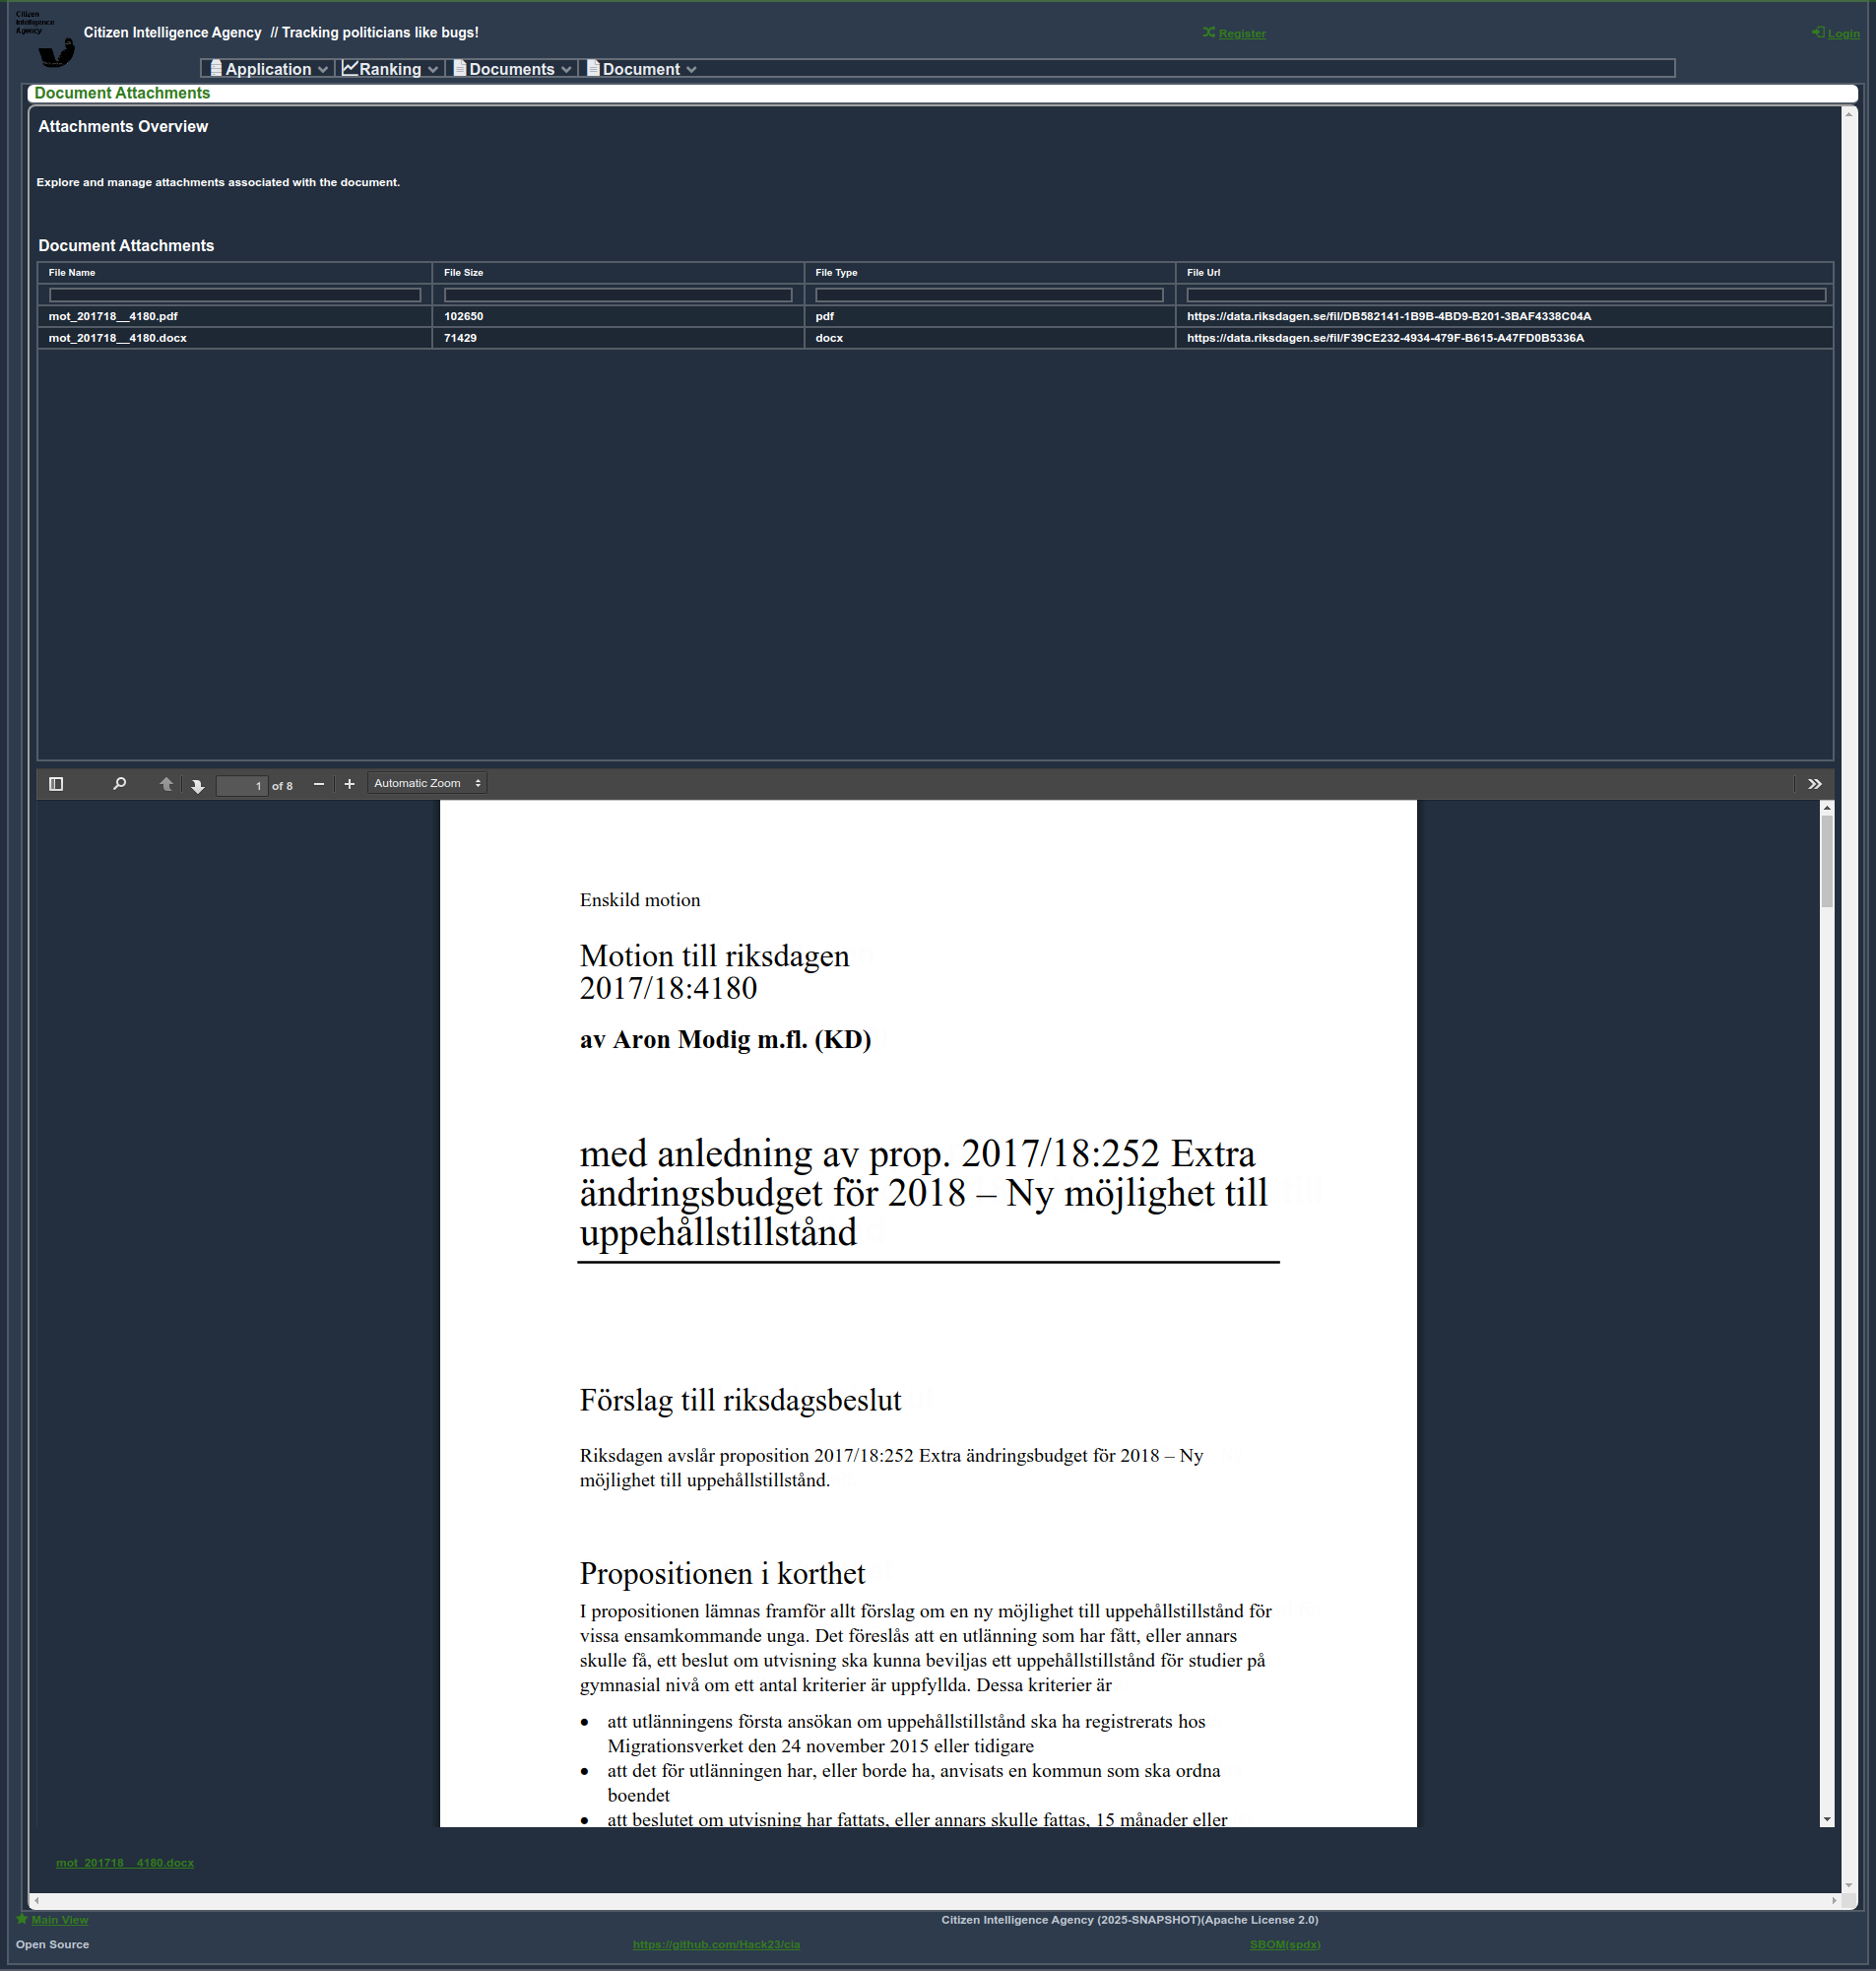 Citizen
Intelligence
Agency
Citizen Intelligence Agency // Tracking politicians like bugs!
Register
Login
Application
Ranking
Documents
Document
Document Attachments
Attachments Overview
Explore and manage attachments associated with the document.
Document Attachments
File Name File Size File Type File Url
mot_201718__4180.pdf 102650 pdf https://data.riksdagen.se/fil/DB582141-1B9B-4BD9-B201-3BAF4338C04A
mot_201718__4180.docx 71429 docx https://data.riksdagen.se/fil/F39CE232-4934-479F-B615-A47FD0B5336A
1 of 8 Automatic Zoom
Enskild motion
Motion till riksdagen
2017/18:4180
av Aron Modig m.fl. (KD)
med anledning av prop. 2017/18:252 Extra
ändringsbudget för 2018 – Ny möjlighet till
uppehållstillstånd
Förslag till riksdagsbeslut
Riksdagen avslår proposition 2017/18:252 Extra ändringsbudget för 2018 – Ny
möjlighet till uppehållstillstånd.
Propositionen i korthet
I propositionen lämnas framför allt förslag om en ny möjlighet till uppehållstillstånd för
vissa ensamkommande unga. Det föreslås att en utlänning som har fått, eller annars
skulle få, ett beslut om utvisning ska kunna beviljas ett uppehållstillstånd för studier på
gymnasial nivå om ett antal kriterier är uppfyllda. Dessa kriterier är
• att utlänningens första ansökan om uppehållstillstånd ska ha registrerats hos
Migrationsverket den 24 november 2015 eller tidigare
• att det för utlänningen har, eller borde ha, anvisats en kommun som ska ordna
boendet
• att beslutet om utvisning har fattats, eller annars skulle fattas, 15 månader eller
mot_201718__4180.docx
Main View
Citizen Intelligence Agency (2025-SNAPSHOT)(Apache License 2.0)
Open Source
https://github.com/Hack23/cia
SBOM(spdx)